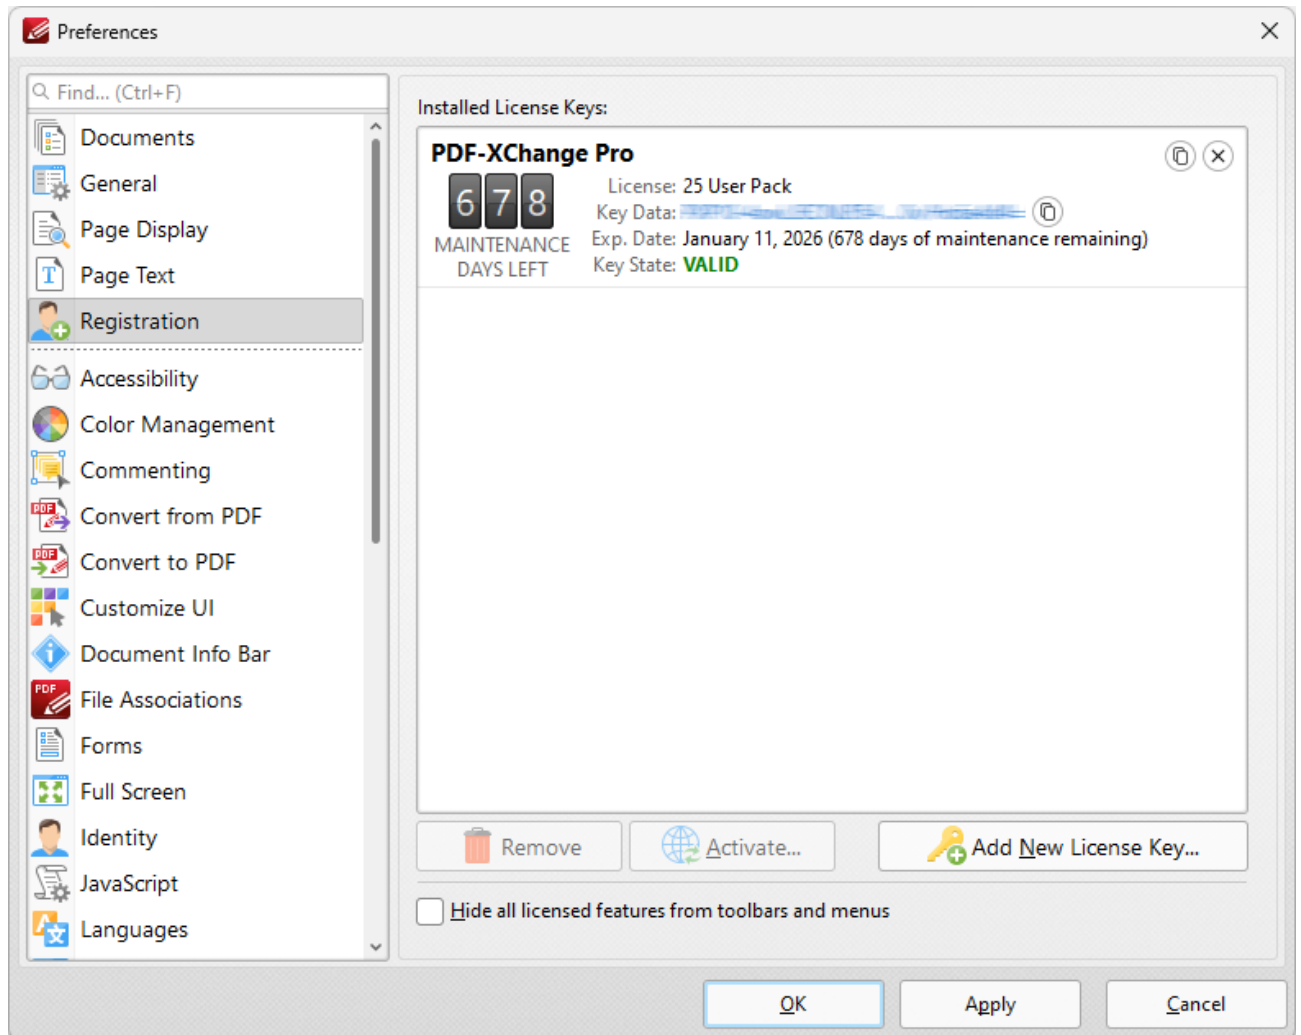 Preferences
Find... (Ctrl+F)
Documents
General
Page Display
Page Text
Registration
Accessibility
Color Management
Commenting
Convert from PDF
Convert to PDF
Customize UI
Document Info Bar
File Associations
Forms
Full Screen
Identity
JavaScript
Languages
Installed License Keys:
PDF-XChange Pro
678
MAINTENANCE
DAYS LEFT
License: 25 User Pack
Key Data:
Exp. Date: January 11, 2026 (678 days of maintenance remaining)
Key State: VALID
Remove
Activate...
Add New License Key...
Hide all licensed features from toolbars and menus
OK
Apply
Cancel